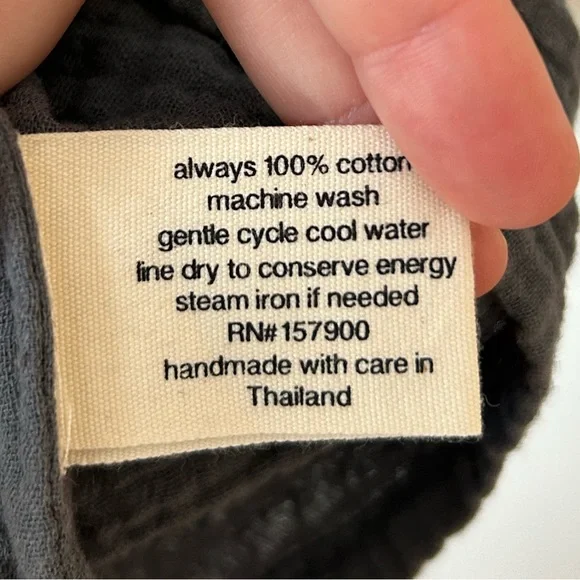 always 100% cotton
machine wash
gentle cycle cool water
line dry to conserve energy
steam iron if needed
RN# 157900
handmade with care in
Thailand